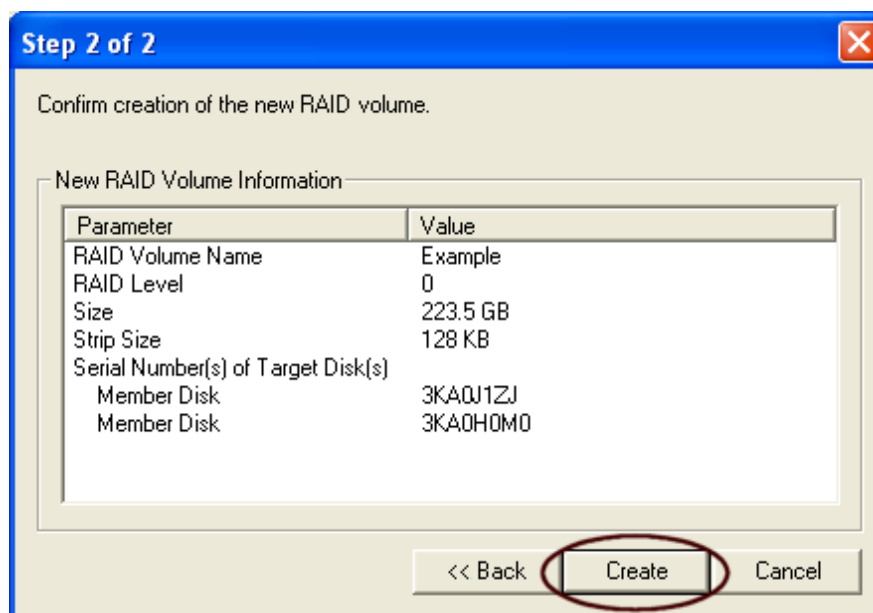 Step 2 of 2
Confirm creation of the new RAID volume.
New RAID Volume Information
Parameter Value
RAID Volume Name Example
RAID Level 0
Size 223.5 GB
Strip Size 128 KB
Serial Number(s) of Target Disk(s)
Member Disk 3KA0J1ZJ
Member Disk 3KA0H0M0
<< Back Create Cancel